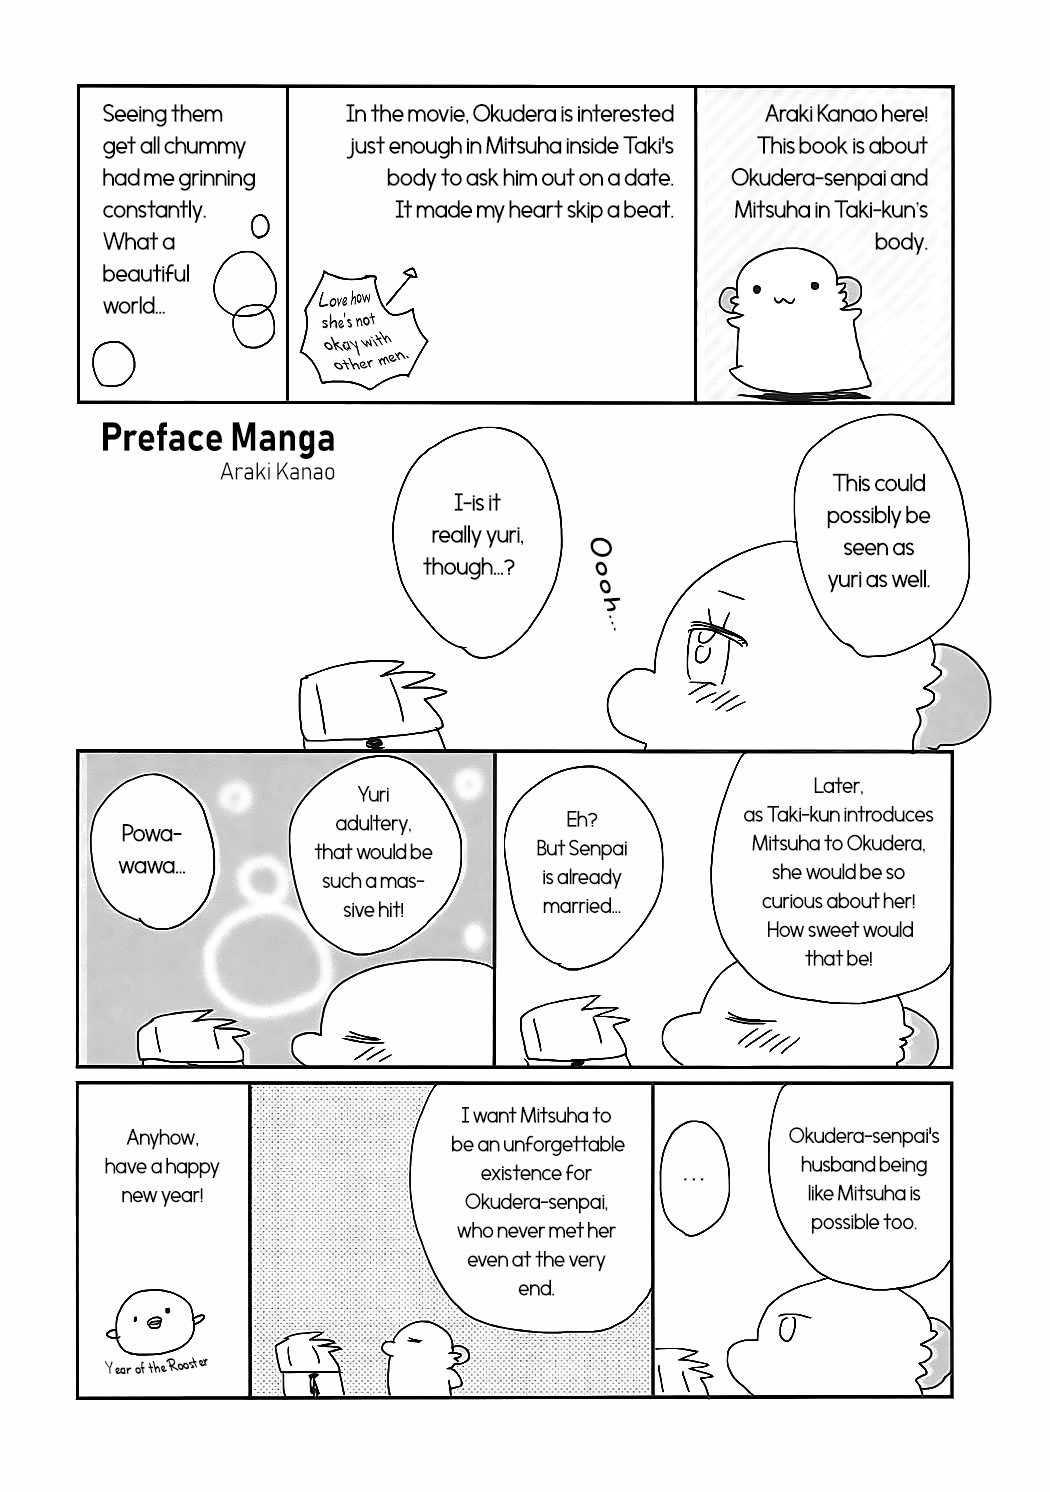 Araki Kanao here!
This book is about
Okudera-senpai and
Mitsuha in Taki-kun's
body.
In the movie, Okudera is interested
just enough in Mitsuha inside Taki's
body to ask him out on a date.
It made my heart skip a beat.
Love how
she's not
okay with
other men.
Seeing them
get all chummy
had me grinning
constantly.
What a
beautiful
world...
Preface Manga
Araki Kanao
This could
possibly be
seen as
yuri as well.
Oooh...
I-is it
really yuri,
though...?
Later,
as Taki-kun introduces
Mitsuha to Okudera,
she would be so
curious about her!
How sweet would
that be!
Eh?
But Senpai
is already
married...
Yuri
adultery,
that would be
such a mas-
sive hit!
Powa-
wawa...
Okudera-senpai's
husband being
like Mitsuha is
possible too.
...
I want Mitsuha to
be an unforgettable
existence for
Okudera-senpai,
who never met her
even at the very
end.
Anyhow,
have a happy
new year!
Year of the Rooster